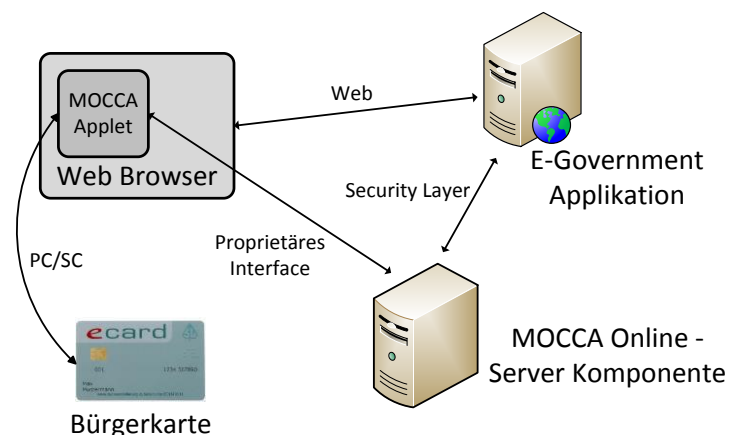 MOCCA
Applet
Web Browser
Web
E-Government
Applikation
Security Layer
Proprietäres
Interface
PC/SC
MOCCA Online -
Server Komponente
ecard
Bürgerkarte